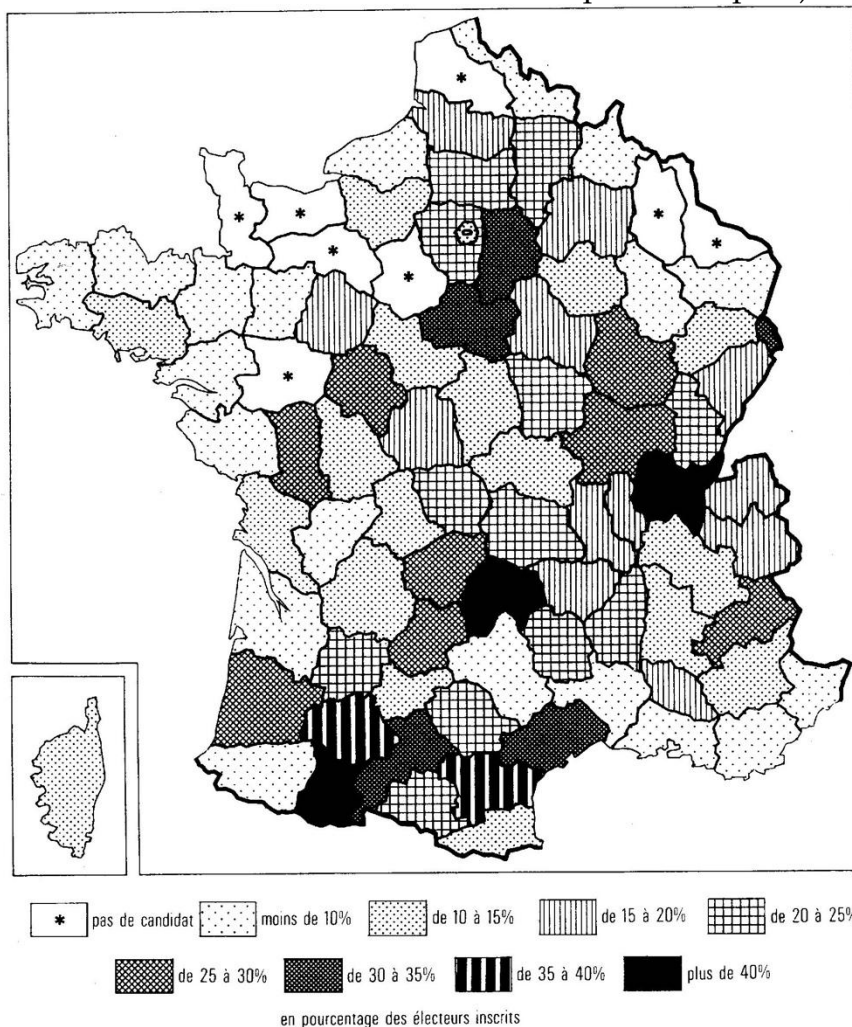 * pas de candidat
moins de 10%
de 10 à 15%
de 15 à 20%
de 20 à 25%
de 25 à 30%
de 30 à 35%
de 35 à 40%
plus de 40%
en pourcentage des électeurs inscrits